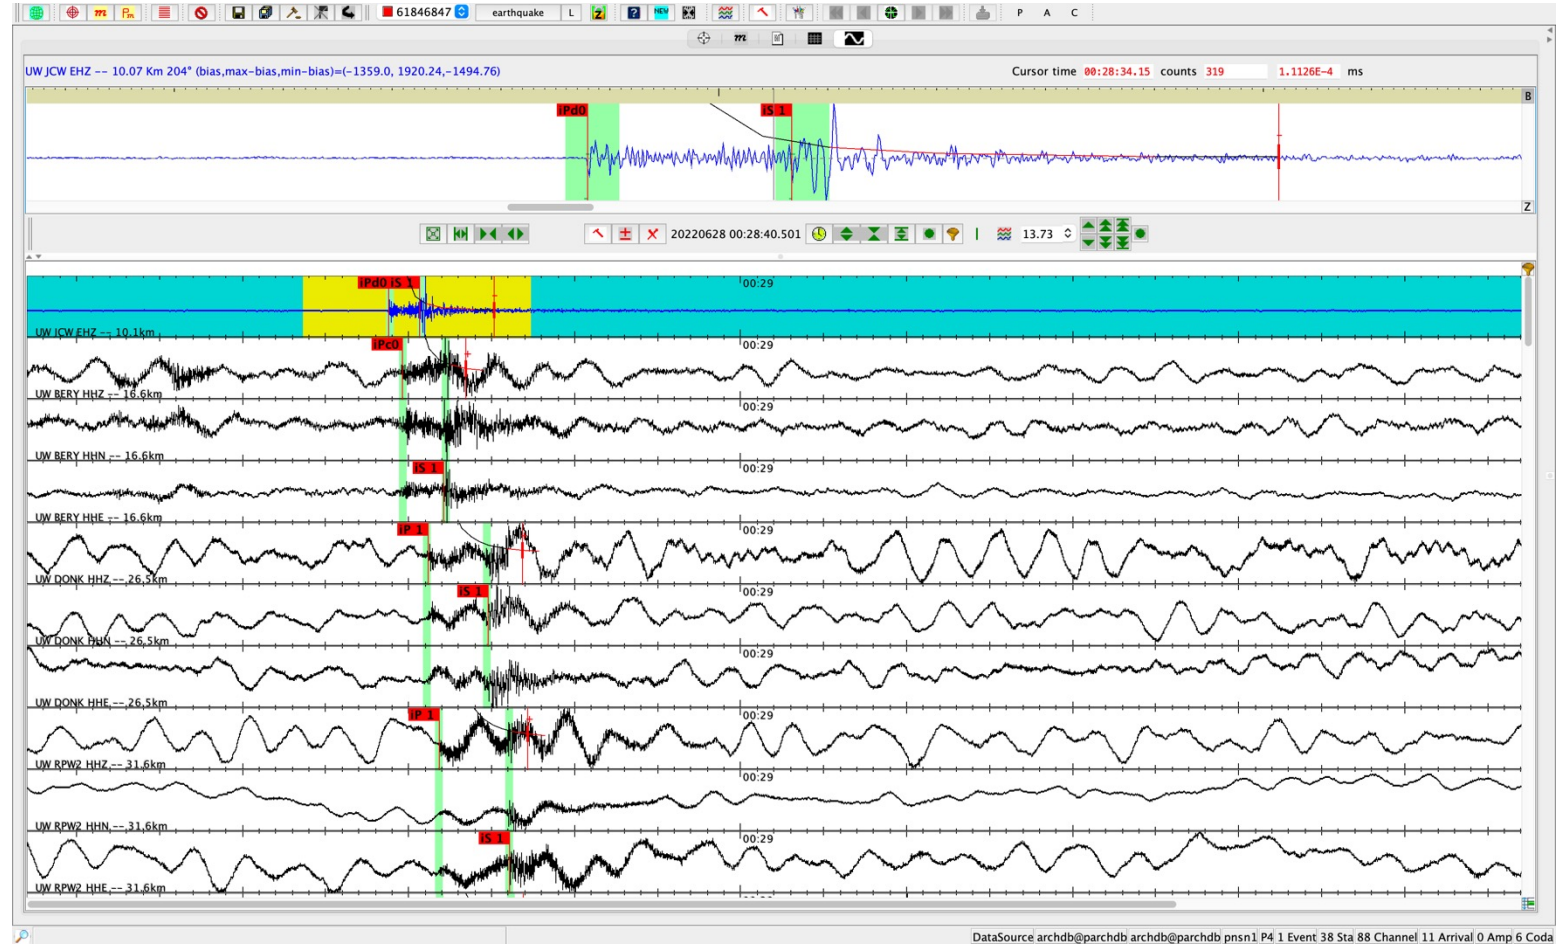 m Pm 61846847 earthquake L Z ? NEW P A C
m
UW JCW EHZ -- 10.07 Km 204° (bias,max-bias,min-bias)=(-1359.0, 1920.24,-1494.76) Cursor time 00:28:34.15 counts 319 1.1126E-4 ms
B
iPd0 iS 1
Z
20220628 00:28:40.501 13.73
iPd0 iS 1 00:29
UW JCW EHZ -- 10.1km
iPc0 00:29
UW BERY HHZ -- 16.6km
00:29
UW BERY HHN -- 16.6km
iS 1 00:29
UW BERY HHE -- 16.6km
iP 1 00:29
UW DONK HHZ -- 26.5km
iS 1 00:29
UW DONK HHN -- 26.5km
00:29
UW DONK HHE -- 26.5km
iP 1 00:29
UW RPW2 HHZ -- 31.6km
00:29
UW RPW2 HHN -- 31.6km
iS 1 00:29
UW RPW2 HHE -- 31.6km
DataSource archdb@parchdb archdb@parchdb pnsn1 P4 1 Event 38 Sta 88 Channel 11 Arrival 0 Amp 6 Coda